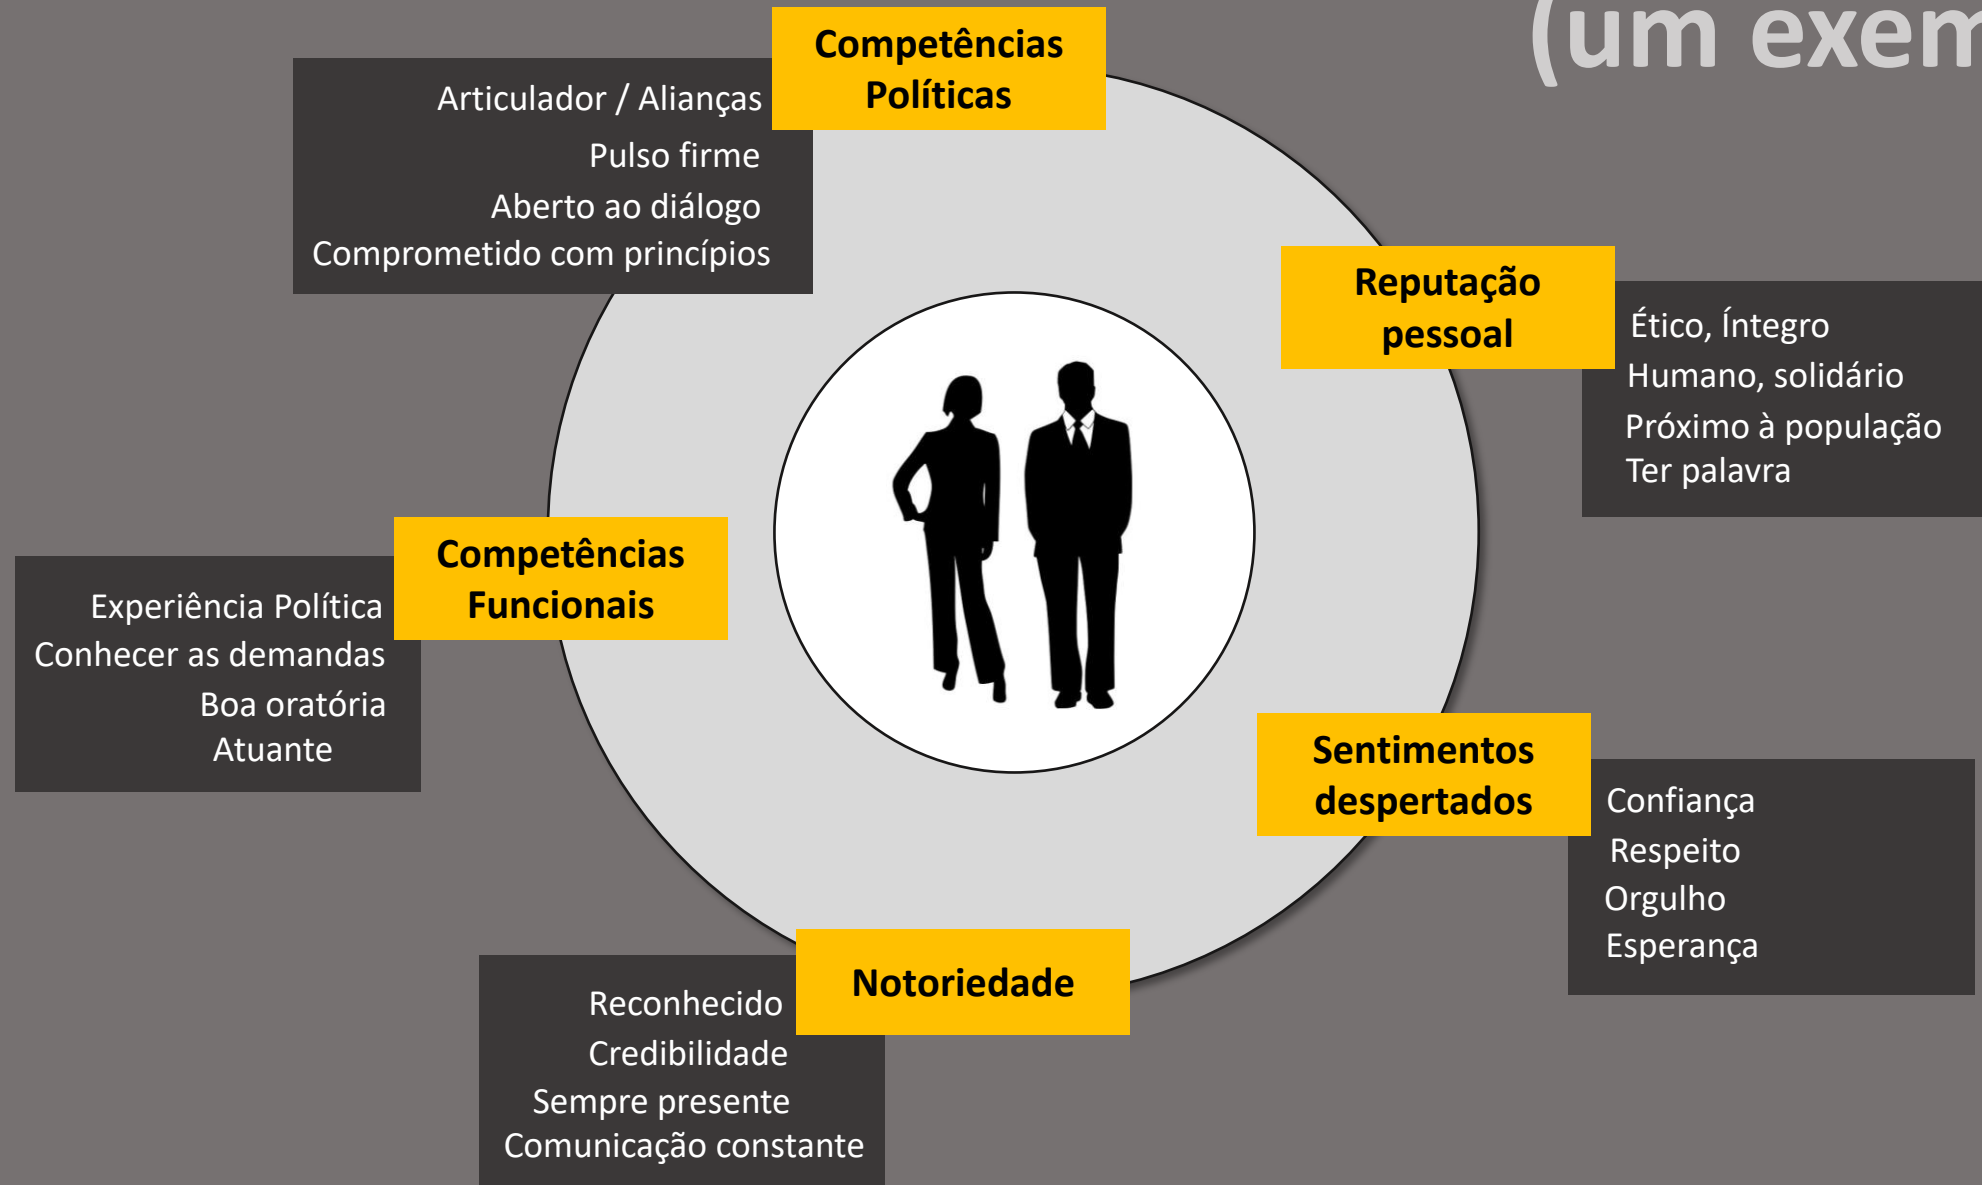 (um
Competências
Políticas
Articulador / Alianças
Pulso firme
Aberto ao diálogo
Comprometido com princípios
Reputação
pessoal
Ético, Íntegro
Humano, solidário
Próximo à população
Ter palavra
Competências
Funcionais
Experiência Política
Conhecer as demandas
Boa oratória
Atuante
Sentimentos
despertados
Confiança
Respeito
Orgulho
Esperança
Notoriedade
Reconhecido
Credibilidade
Sempre presente
Comunicação constante